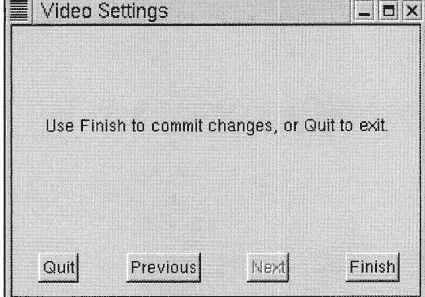 Video Settings
Use Finish to commit changes, or Quit to exit.
Quit Previous Next Finish